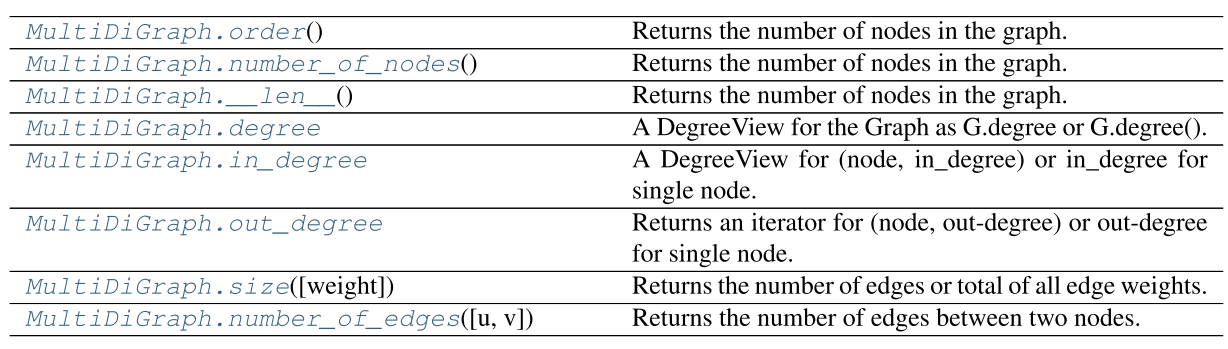 MultiDiGraph.order() Returns the number of nodes in the graph.
MultiDiGraph.number_of_nodes() Returns the number of nodes in the graph.
MultiDiGraph.__len__() Returns the number of nodes in the graph.
MultiDiGraph.degree A DegreeView for the Graph as G.degree or G.degree().
MultiDiGraph.in_degree A DegreeView for (node, in_degree) or in_degree for
single node.
MultiDiGraph.out_degree Returns an iterator for (node, out-degree) or out-degree
for single node.
MultiDiGraph.size([weight]) Returns the number of edges or total of all edge weights.
MultiDiGraph.number_of_edges([u, v]) Returns the number of edges between two nodes.